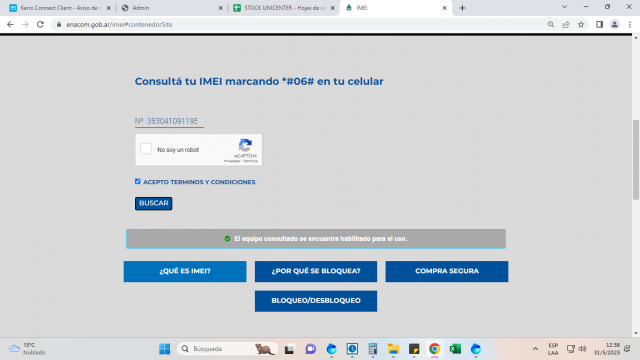 Kerio Connect Client - Aviso de c
Admin
STOCK UNICENTER - Hojas de c
IMEI
enacom.gob.ar/imei#contenedorSite
Consultá tu IMEI marcando *#06# en tu celular
Nº 353041091195
No soy un robot
reCAPTCHA
Privacidad - Términos
ACEPTO TERMINOS Y CONDICIONES
BUSCAR
El equipo consultado se encuentra habilitado para el uso.
¿QUÉ ES IMEI?
¿POR QUÉ SE BLOQUEA?
COMPRA SEGURA
BLOQUEO/DESBLOQUEO
13°C
Nublado
Búsqueda
ESP
LAA
12:38
31/5/2023